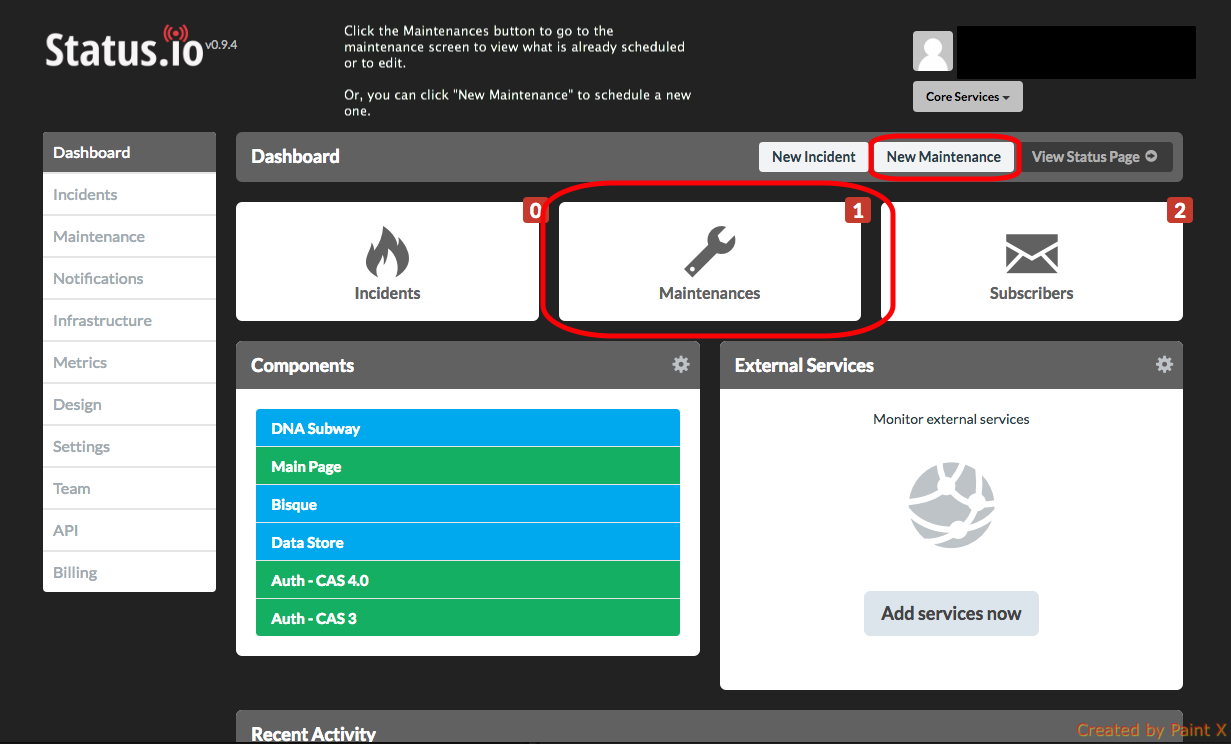 Status.io v0.9.4
Click the Maintenances button to go to the
maintenance screen to view what is already scheduled
or to edit.
Or, you can click "New Maintenance" to schedule a new
one.
Core Services
Dashboard
Incidents
Maintenance
Notifications
Infrastructure
Metrics
Design
Settings
Team
API
Billing
Dashboard
New Incident
New Maintenance
View Status Page
0
Incidents
1
Maintenances
2
Subscribers
Components
DNA Subway
Main Page
Bisque
Data Store
Auth - CAS 4.0
Auth - CAS 3
External Services
Monitor external services
Add services now
Recent Activity
Created by Paint X